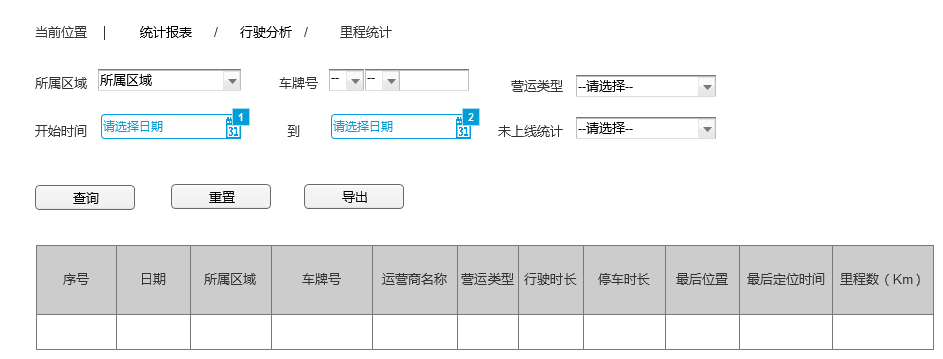 当前位置 | 统计报表 / 行驶分析 / 里程统计
所属区域 所属区域 车牌号 -- -- 营运类型 --请选择--
开始时间 请选择日期 31 1 到 请选择日期 31 2 未上线统计 --请选择--
查询 重置 导出
序号 日期 所属区域 车牌号 运营商名称 营运类型 行驶时长 停车时长 最后位置 最后定位时间 里程数（Km）